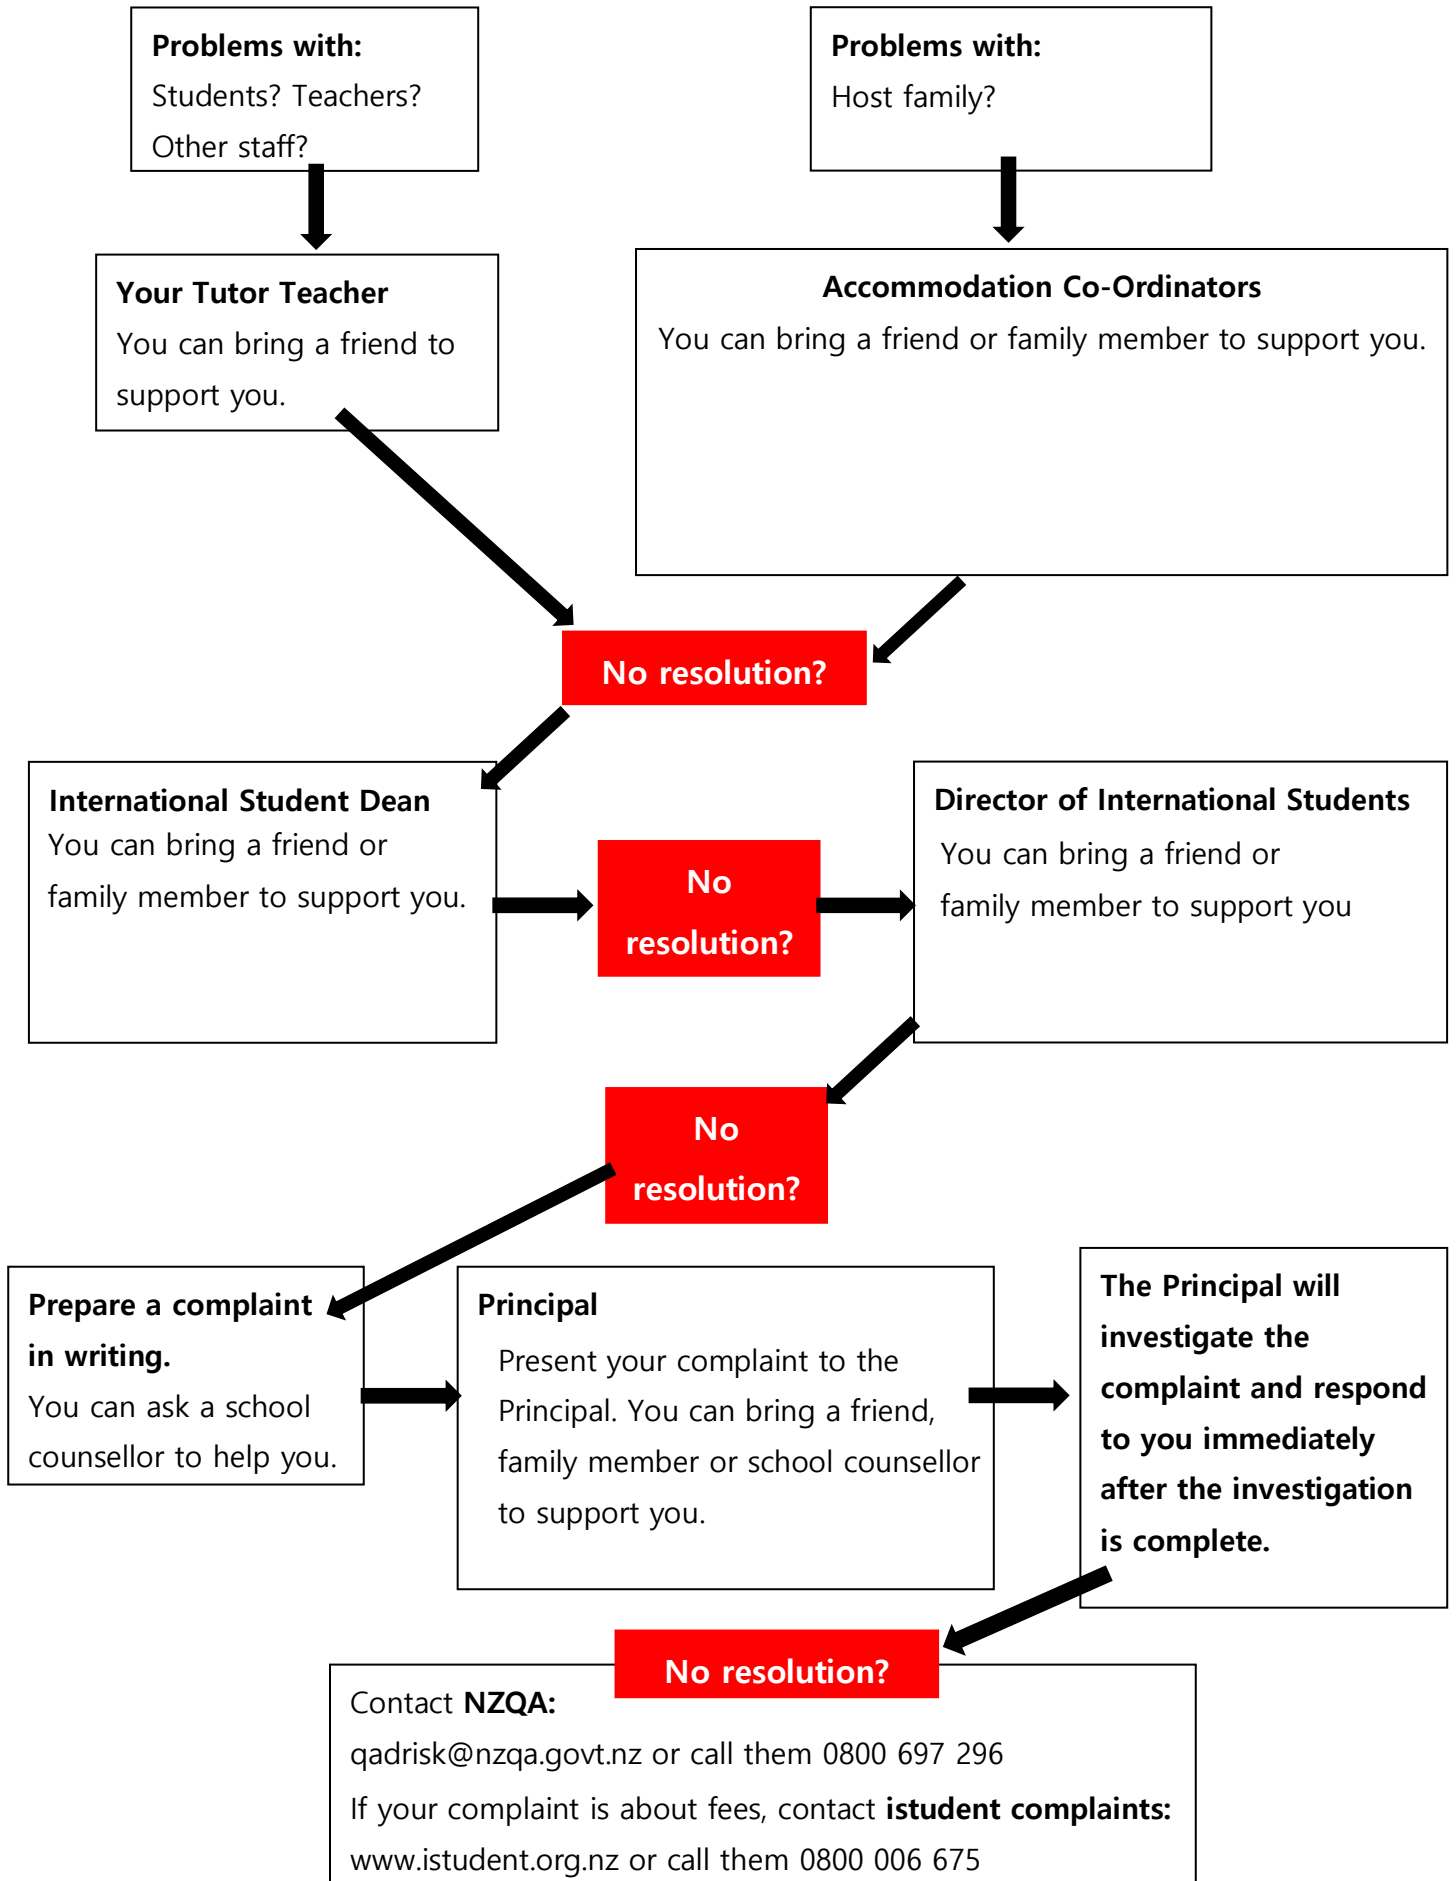 Problems with:
Students? Teachers?
Other staff?
Problems with:
Host family?
Your Tutor Teacher
You can bring a friend to
support you.
Accommodation Co-Ordinators
You can bring a friend or family member to support you.
No resolution?
International Student Dean
You can bring a friend or
family member to support you.
No
resolution?
Director of International Students
You can bring a friend or
family member to support you
No
resolution?
Prepare a complaint
in writing.
You can ask a school
counsellor to help you.
Principal
Present your complaint to the
Principal. You can bring a friend,
family member or school counsellor
to support you.
The Principal will
investigate the
complaint and respond
to you immediately
after the investigation
is complete.
No resolution?
Contact NZQA:
qadrisk@nzqa.govt.nz or call them 0800 697 296
If your complaint is about fees, contact istudent complaints:
www.istudent.org.nz or call them 0800 006 675